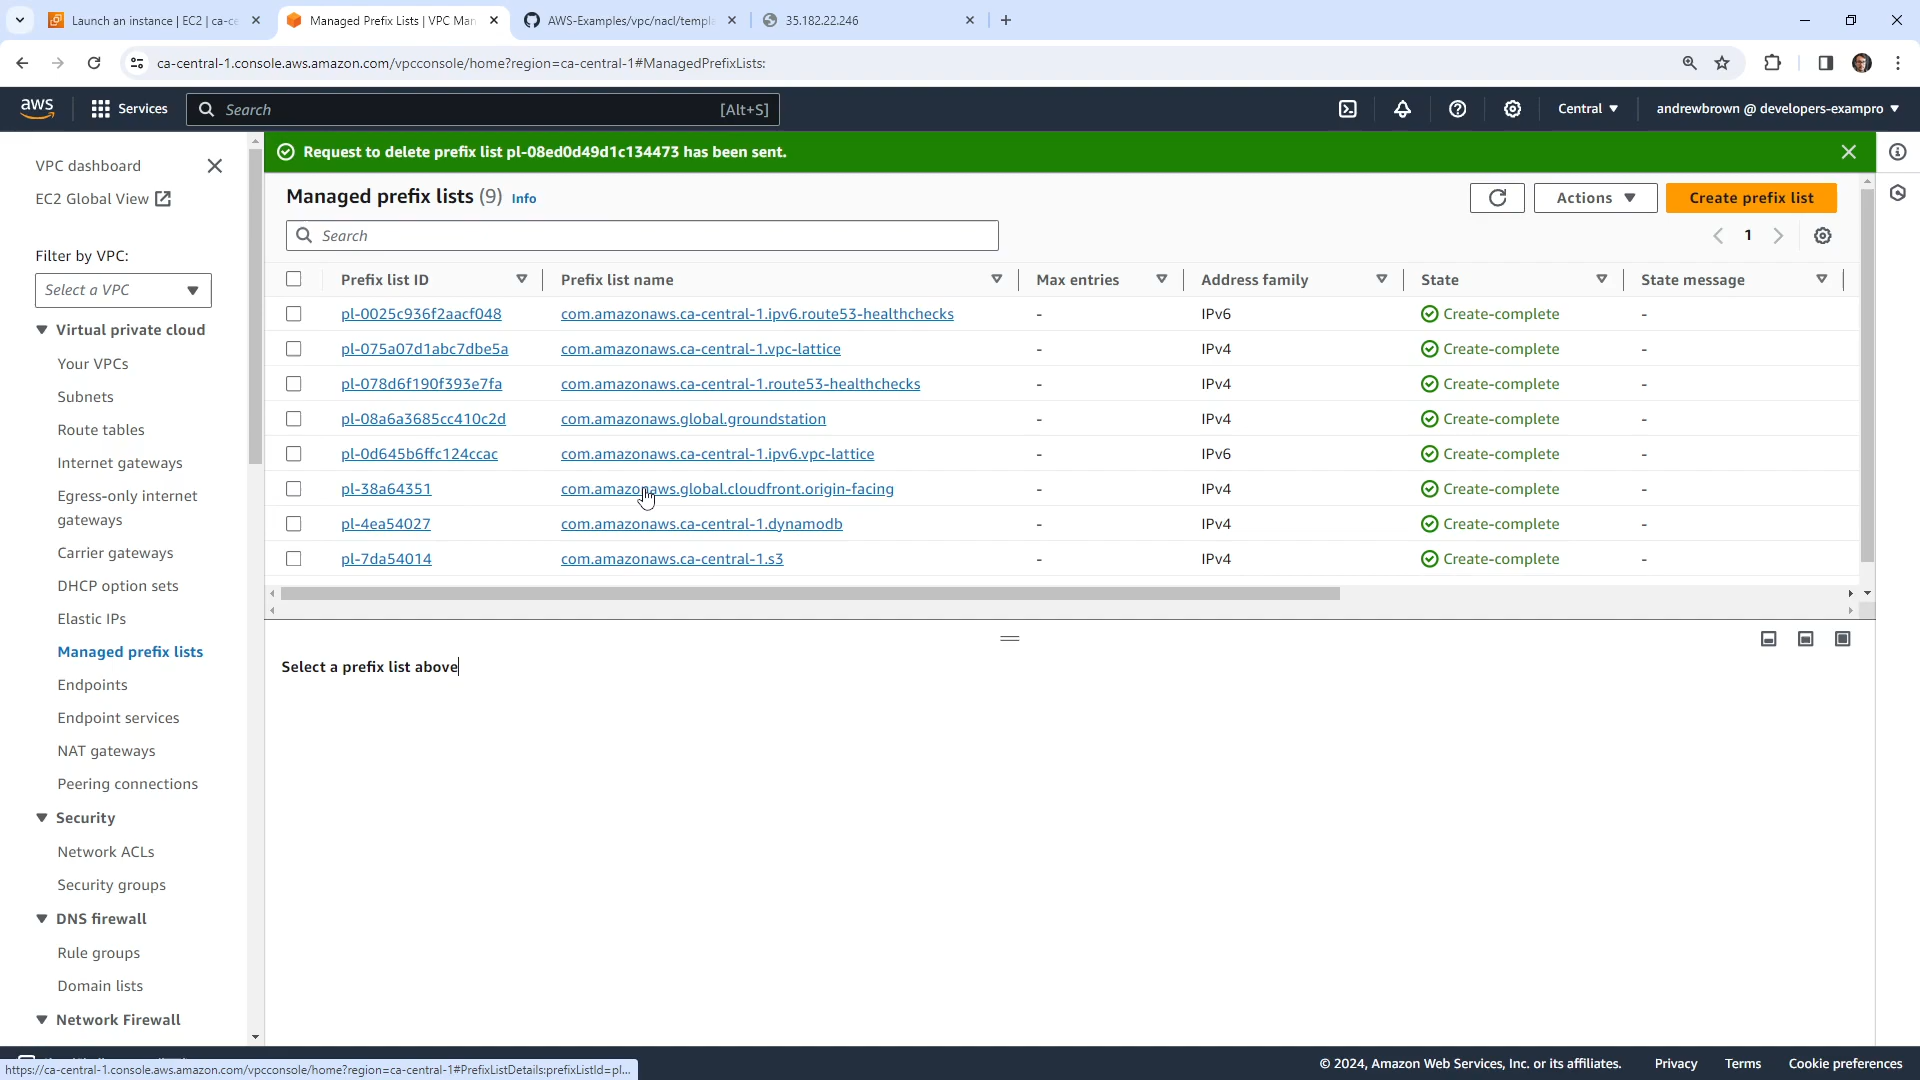 Launch an instance | EC2 | ca-ce
Managed Prefix Lists | VPC Man
AWS-Examples/vpc/nacl/templa
35.182.22.246
ca-central-1.console.aws.amazon.com/vpcconsole/home?region=ca-central-1#ManagedPrefixLists:
aws
Services
Search
[Alt+S]
Central
andrewbrown @ developers-exampro
VPC dashboard
EC2 Global View
Filter by VPC:
Select a VPC
Virtual private cloud
Your VPCs
Subnets
Route tables
Internet gateways
Egress-only internet
gateways
Carrier gateways
DHCP option sets
Elastic IPs
Managed prefix lists
Endpoints
Endpoint services
NAT gateways
Peering connections
Security
Network ACLs
Security groups
DNS firewall
Rule groups
Domain lists
Network Firewall
Request to delete prefix list pl-08ed0d49d1c134473 has been sent.
Managed prefix lists (9) Info
Actions
Create prefix list
Search
1
Prefix list ID Prefix list name Max entries Address family State State message
pl-0025c936f2aacf048 com.amazonaws.ca-central-1.ipv6.route53-healthchecks - IPv6 Create-complete -
pl-075a07d1abc7dbe5a com.amazonaws.ca-central-1.vpc-lattice - IPv4 Create-complete -
pl-078d6f190f393e7fa com.amazonaws.ca-central-1.route53-healthchecks - IPv4 Create-complete -
pl-08a6a3685cc410c2d com.amazonaws.global.groundstation - IPv4 Create-complete -
pl-0d645b6ffc124ccac com.amazonaws.ca-central-1.ipv6.vpc-lattice - IPv6 Create-complete -
pl-38a64351 com.amazonaws.global.cloudfront.origin-facing - IPv4 Create-complete -
pl-4ea54027 com.amazonaws.ca-central-1.dynamodb - IPv4 Create-complete -
pl-7da54014 com.amazonaws.ca-central-1.s3 - IPv4 Create-complete -
Select a prefix list above
https://ca-central-1.console.aws.amazon.com/vpcconsole/home?region=ca-central-1#PrefixListDetails:prefixListId=pl...
© 2024, Amazon Web Services, Inc. or its affiliates.
Privacy
Terms
Cookie preferences